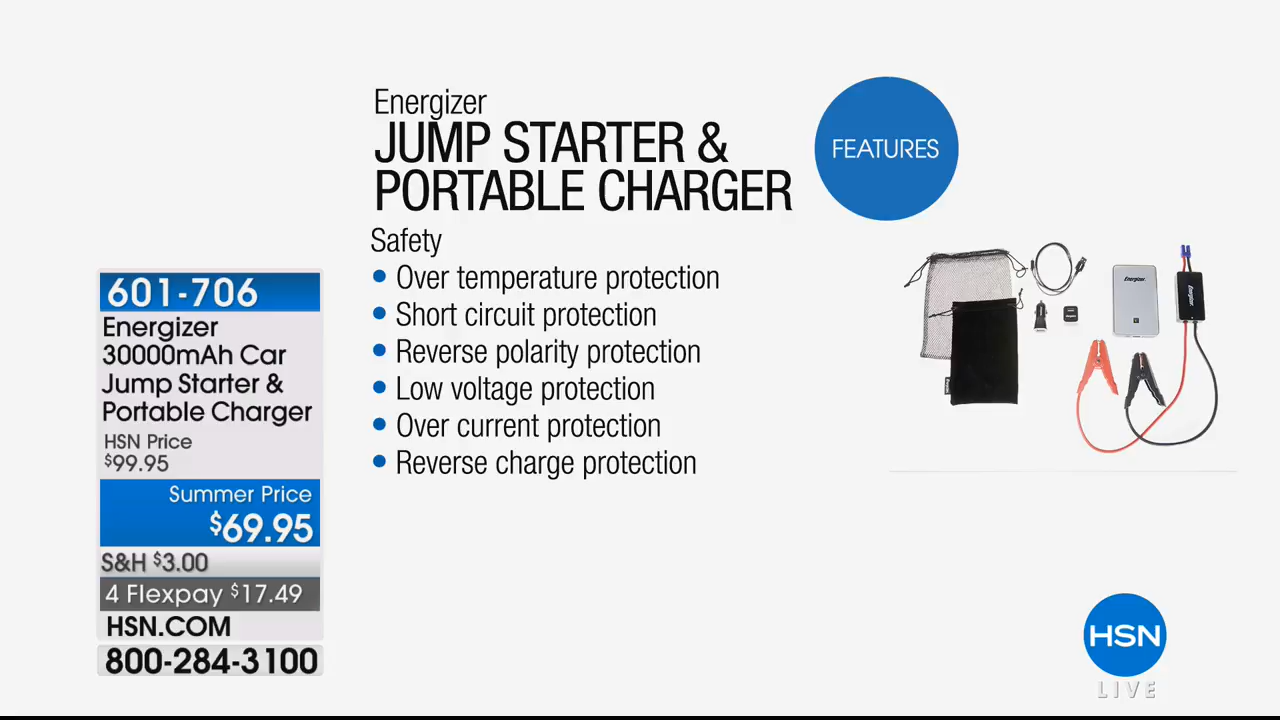 Energizer
JUMP STARTER &
PORTABLE CHARGER
FEATURES
Safety
• Over temperature protection
• Short circuit protection
• Reverse polarity protection
• Low voltage protection
• Over current protection
• Reverse charge protection
601-706
Energizer
30000mAh Car
Jump Starter &
Portable Charger
HSN Price
$99.95
Summer Price
$69.95
S&H $3.00
4 Flexpay $17.49
HSN.COM
800-284-3100
Energizer
Energizer
HSN
LIVE